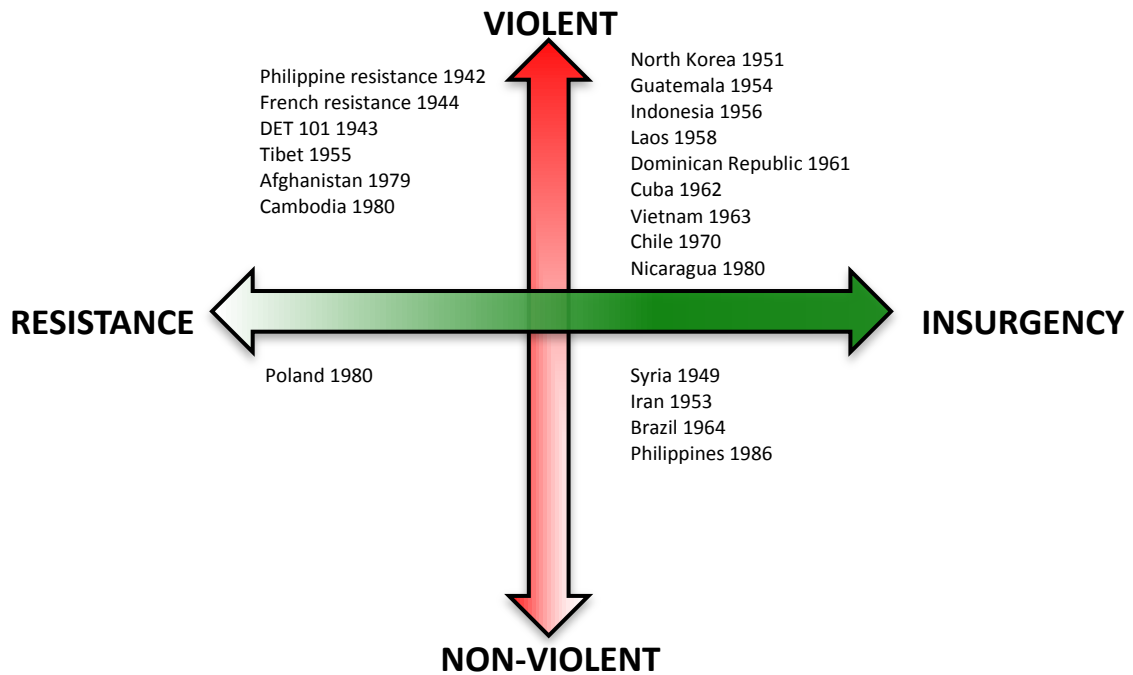 VIOLENT
Philippine resistance 1942
French resistance 1944
DET 101 1943
Tibet 1955
Afghanistan 1979
Cambodia 1980
North Korea 1951
Guatemala 1954
Indonesia 1956
Laos 1958
Dominican Republic 1961
Cuba 1962
Vietnam 1963
Chile 1970
Nicaragua 1980
RESISTANCE
INSURGENCY
Poland 1980
Syria 1949
Iran 1953
Brazil 1964
Philippines 1986
NON-VIOLENT